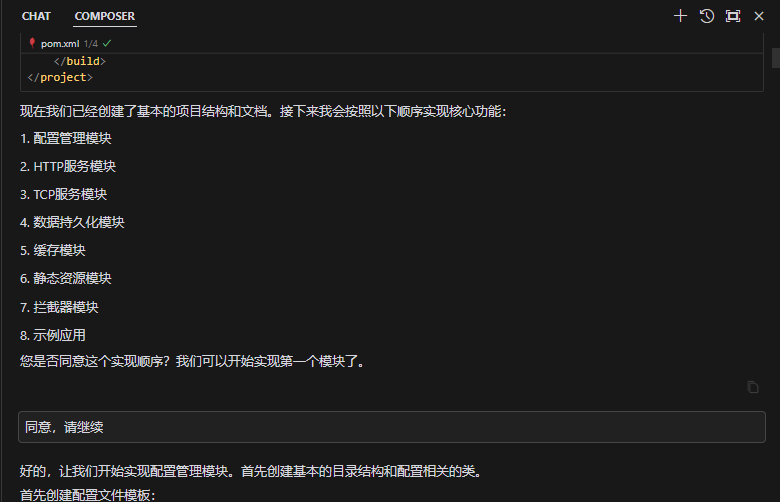 CHAT COMPOSER
pom.xml 1/4
</build>
</project>
现在我们已经创建了基本的项目结构和文档。接下来我会按照以下顺序实现核心功能：
1. 配置管理模块
2. HTTP服务模块
3. TCP服务模块
4. 数据持久化模块
5. 缓存模块
6. 静态资源模块
7. 拦截器模块
8. 示例应用
您是否同意这个实现顺序？我们可以开始实现第一个模块了。
同意，请继续
好的，让我们开始实现配置管理模块。首先创建基本的目录结构和配置相关的类。
首先创建配置文件模板：